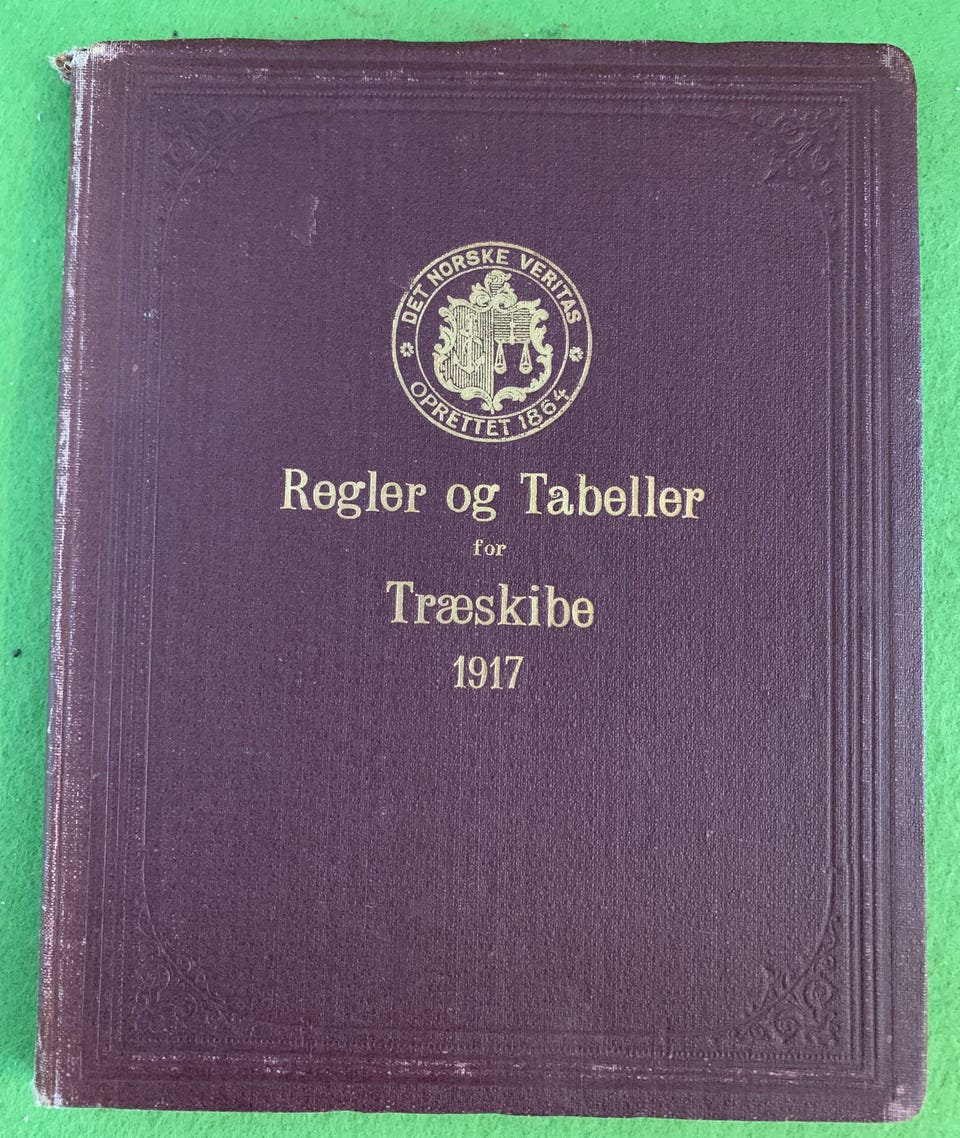 DET NORSKE VERITAS
OPRETTET 1864
Regler og Tabeller
for
Træskibe
1917